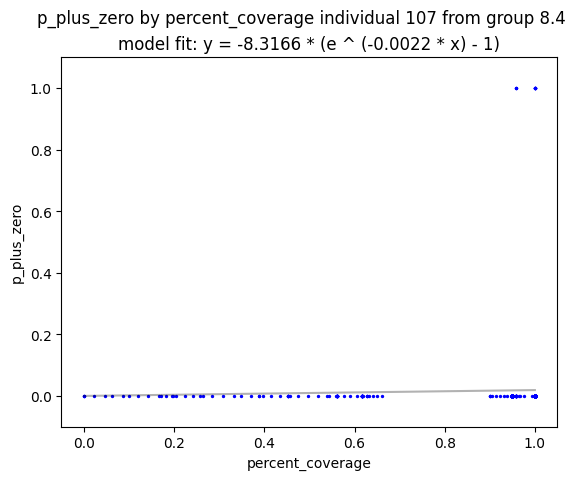 p_plus_zero by percent_coverage individual 107 from group 8.4
model fit: y = -8.3166 * (e ^ (-0.0022 * x) - 1)
1.0
0.8
0.6
0.4
0.2
0.0
p_plus_zero
0.0 0.2 0.4 0.6 0.8 1.0
percent_coverage